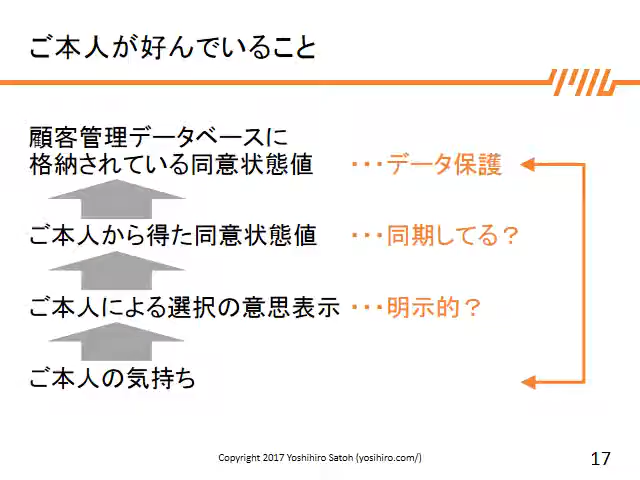 ご本人が好んでいること
顧客管理データベースに
格納されている同意状態値 ・・・データ保護
ご本人から得た同意状態値 ・・・同期してる？
ご本人による選択の意思表示 ・・・明示的？
ご本人の気持ち
Copyright 2017 Yoshihiro Satoh (yosihiro.com/)
17